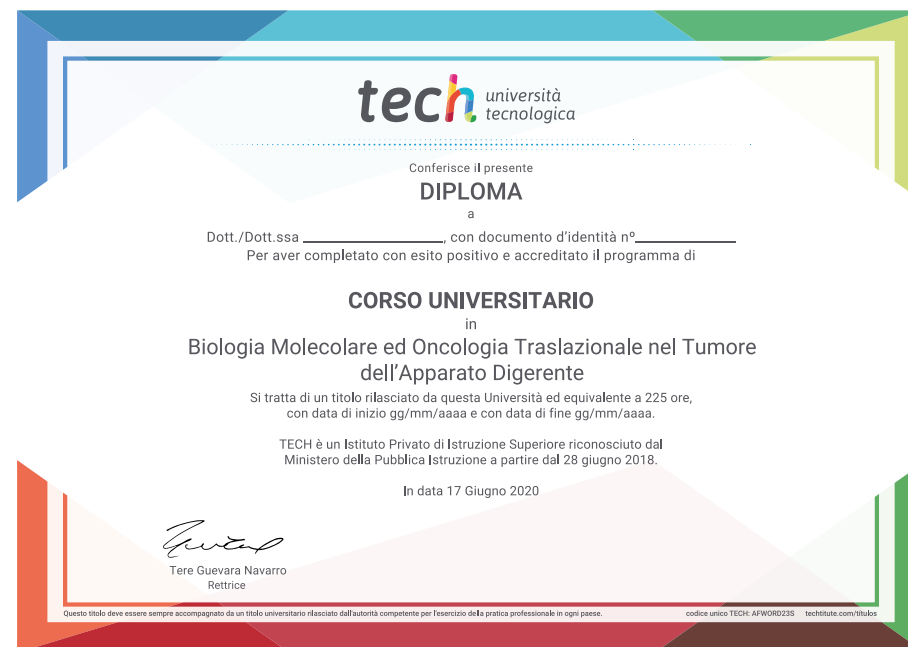 tech università
tecnologica
Conferisce il presente
DIPLOMA
a
Dott./Dott.ssa ____________________, con documento d'identità nº______________
Per aver completato con esito positivo e accreditato il programma di
CORSO UNIVERSITARIO
in
Biologia Molecolare ed Oncologia Traslazionale nel Tumore
dell'Apparato Digerente
Si tratta di un titolo rilasciato da questa Università ed equivalente a 225 ore,
con data di inizio gg/mm/aaaa e con data di fine gg/mm/aaaa.
TECH è un Istituto Privato di Istruzione Superiore riconosciuto dal
Ministero della Pubblica Istruzione a partire dal 28 giugno 2018.
In data 17 Giugno 2020
Tere Guevara Navarro
Rettrice
Questo titolo deve essere sempre accompagnato da un titolo universitario rilasciato dall'autorità competente per l'esercizio della pratica professionale in ogni paese. codice unico TECH: AFWORD23S techtitute.com/titulos